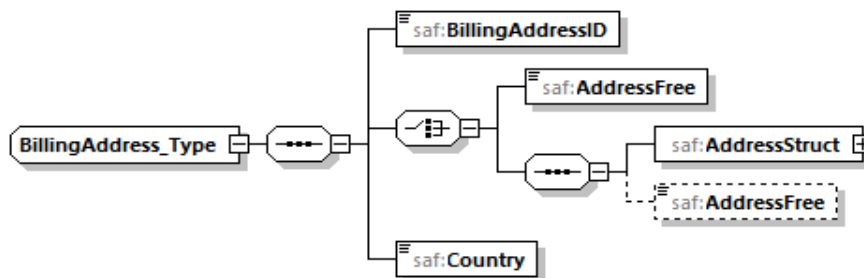 saf:BillingAddressID
saf:AddressFree
BillingAddress_Type
saf:AddressStruct
saf:AddressFree
saf:Country